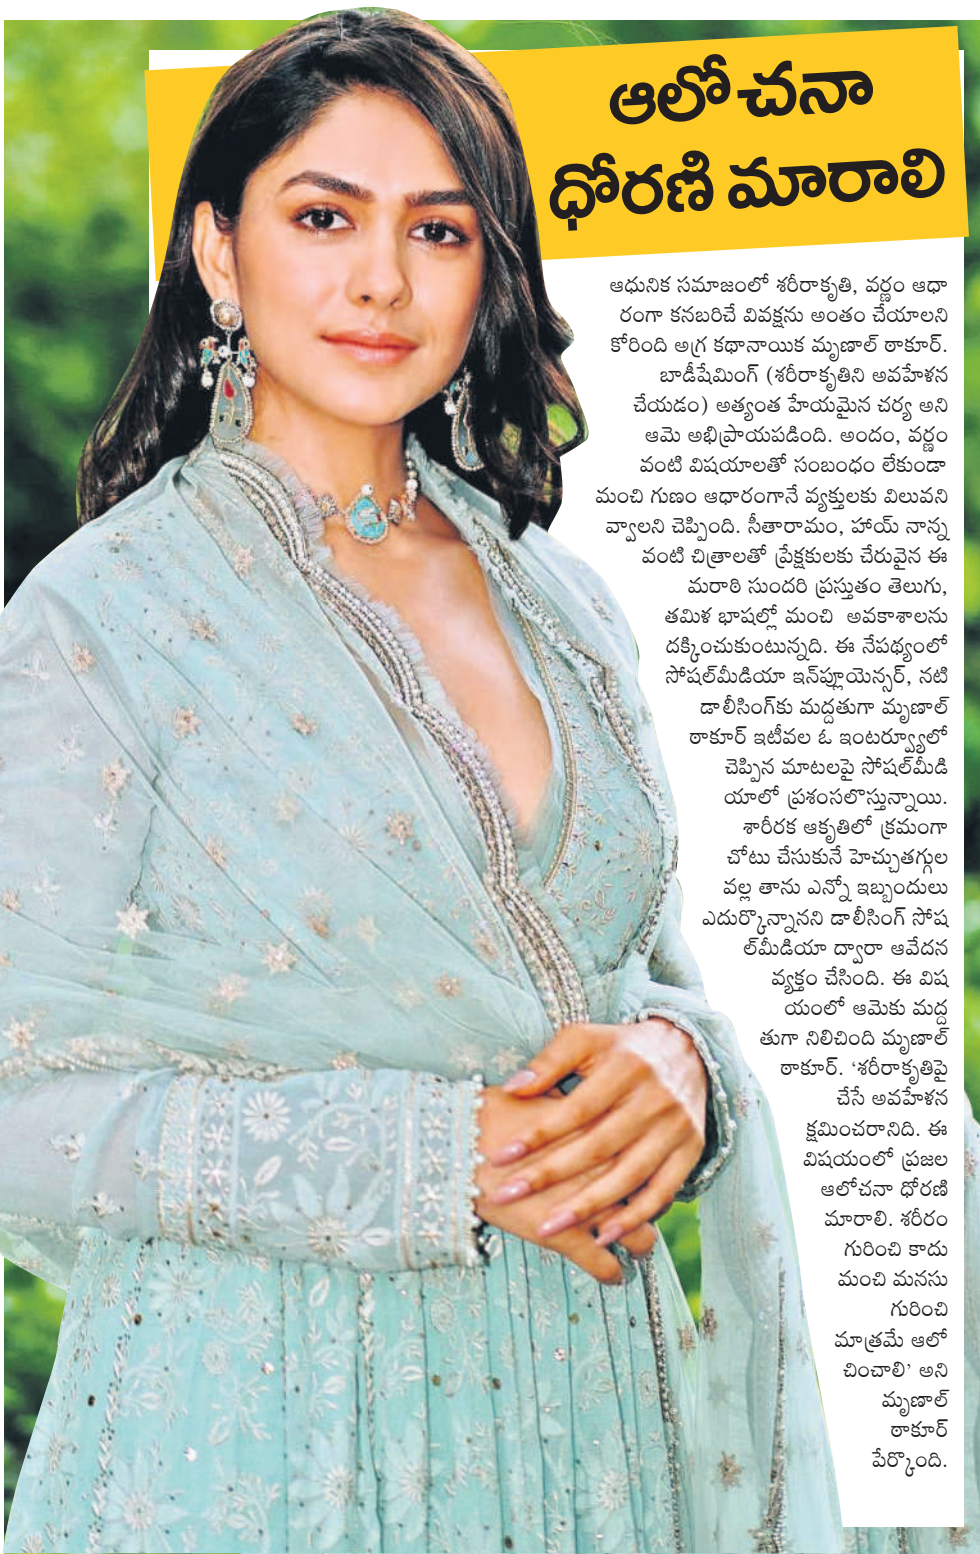 ఆలోచనా
ధోరణి మారాలి
ఆధునిక సమాజంలో శరీరాకృతి, వర్ణం ఆధా
రంగా కనబరిచే వివక్షను అంతం చేయాలని
కోరింది అగ్ర కథానాయిక మృణాల్ ఠాకూర్.
బాడీషేమింగ్ (శరీరాకృతిని అవహేళన
చేయడం) అత్యంత హేయమైన చర్య అని
ఆమె అభిప్రాయపడింది. అందం, వర్ణం
వంటి విషయాలతో సంబంధం లేకుండా
మంచి గుణం ఆధారంగానే వ్యక్తులకు విలువని
వ్వాలని చెప్పింది. సీతారామం, హాయ్ నాన్న
వంటి చిత్రాలతో ప్రేక్షకులకు చేరువైన ఈ
మరాఠి సుందరి ప్రస్తుతం తెలుగు,
తమిళ భాషల్లో మంచి అవకాశాలను
దక్కించుకుంటున్నది. ఈ నేపథ్యంలో
సోషల్‌మీడియా ఇన్‌ఫ్లూయెన్సర్, నటి
డాలీసింగ్‌కు మద్దతుగా మృణాల్
ఠాకూర్ ఇటీవల ఓ ఇంటర్వ్యూలో
చెప్పిన మాటలపై సోషల్‌మీడి
యాలో ప్రశంసలొస్తున్నాయి.
శారీరక ఆకృతిలో క్రమంగా
చోటు చేసుకునే హెచ్చుతగ్గుల
వల్ల తాను ఎన్నో ఇబ్బందులు
ఎదుర్కొన్నానని డాలీసింగ్ సోష
ల్‌మీడియా ద్వారా ఆవేదన
వ్యక్తం చేసింది. ఈ విష
యంలో ఆమెకు మద్ద
తుగా నిలిచింది మృణాల్
ఠాకూర్. ‘శరీరాకృతిపై
చేసే అవహేళన
క్షమించరానిది. ఈ
విషయంలో ప్రజల
ఆలోచనా ధోరణి
మారాలి. శరీరం
గురించి కాదు
మంచి మనసు
గురించి
మాత్రమే ఆలో
చించాలి’ అని
మృణాల్
ఠాకూర్
పేర్కొంది.